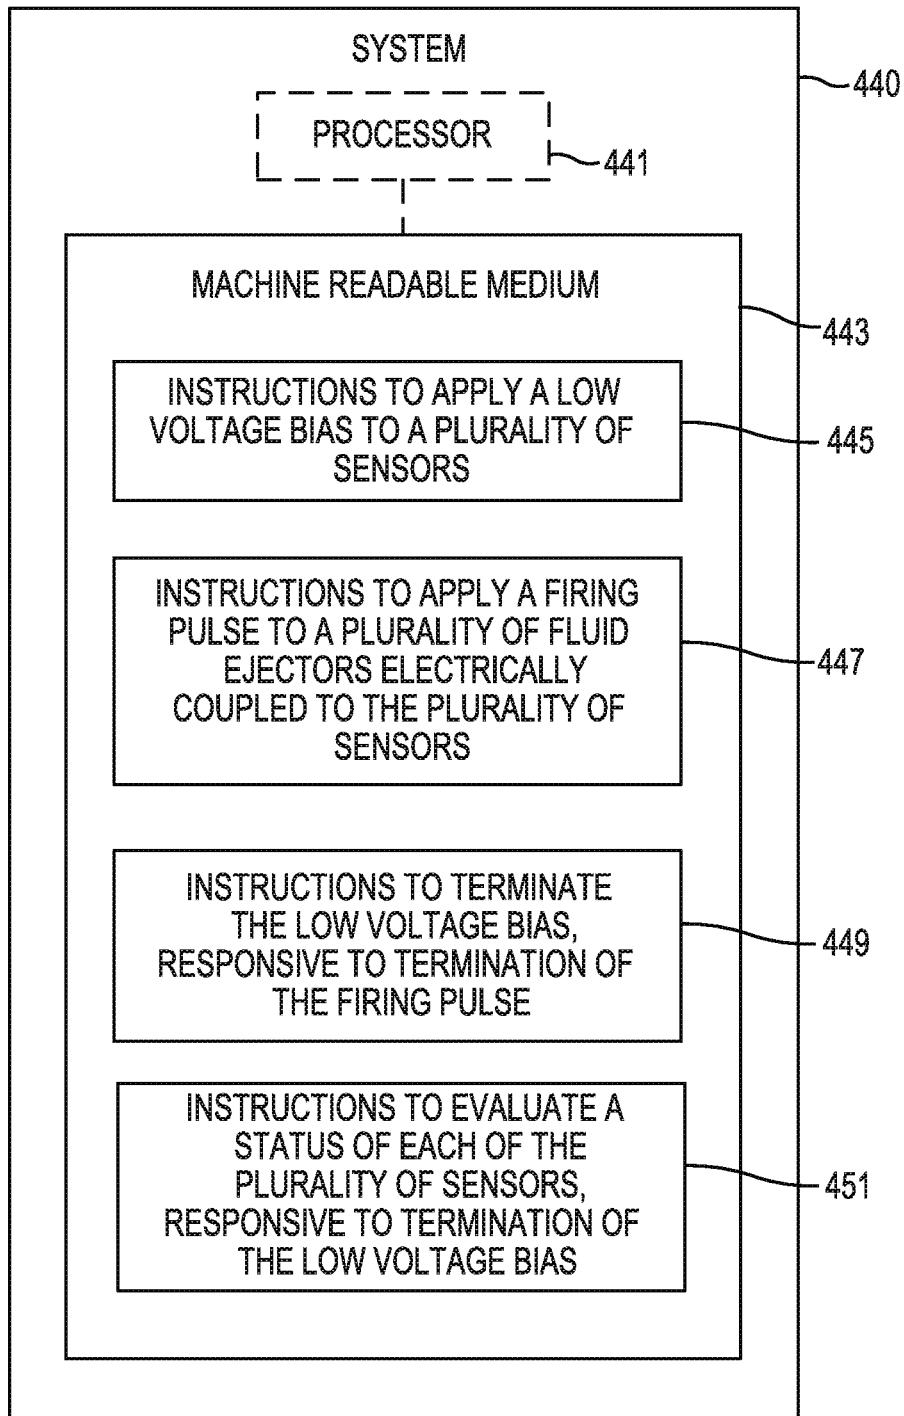 SYSTEM
440
PROCESSOR
441
MACHINE READABLE MEDIUM
443
INSTRUCTIONS TO APPLY A LOW
VOLTAGE BIAS TO A PLURALITY OF
SENSORS
445
INSTRUCTIONS TO APPLY A FIRING
PULSE TO A PLURALITY OF FLUID
EJECTORS ELECTRICALLY
COUPLED TO THE PLURALITY OF
SENSORS
447
INSTRUCTIONS TO TERMINATE
THE LOW VOLTAGE BIAS,
RESPONSIVE TO TERMINATION OF
THE FIRING PULSE
449
INSTRUCTIONS TO EVALUATE A
STATUS OF EACH OF THE
PLURALITY OF SENSORS,
RESPONSIVE TO TERMINATION OF
THE LOW VOLTAGE BIAS
451